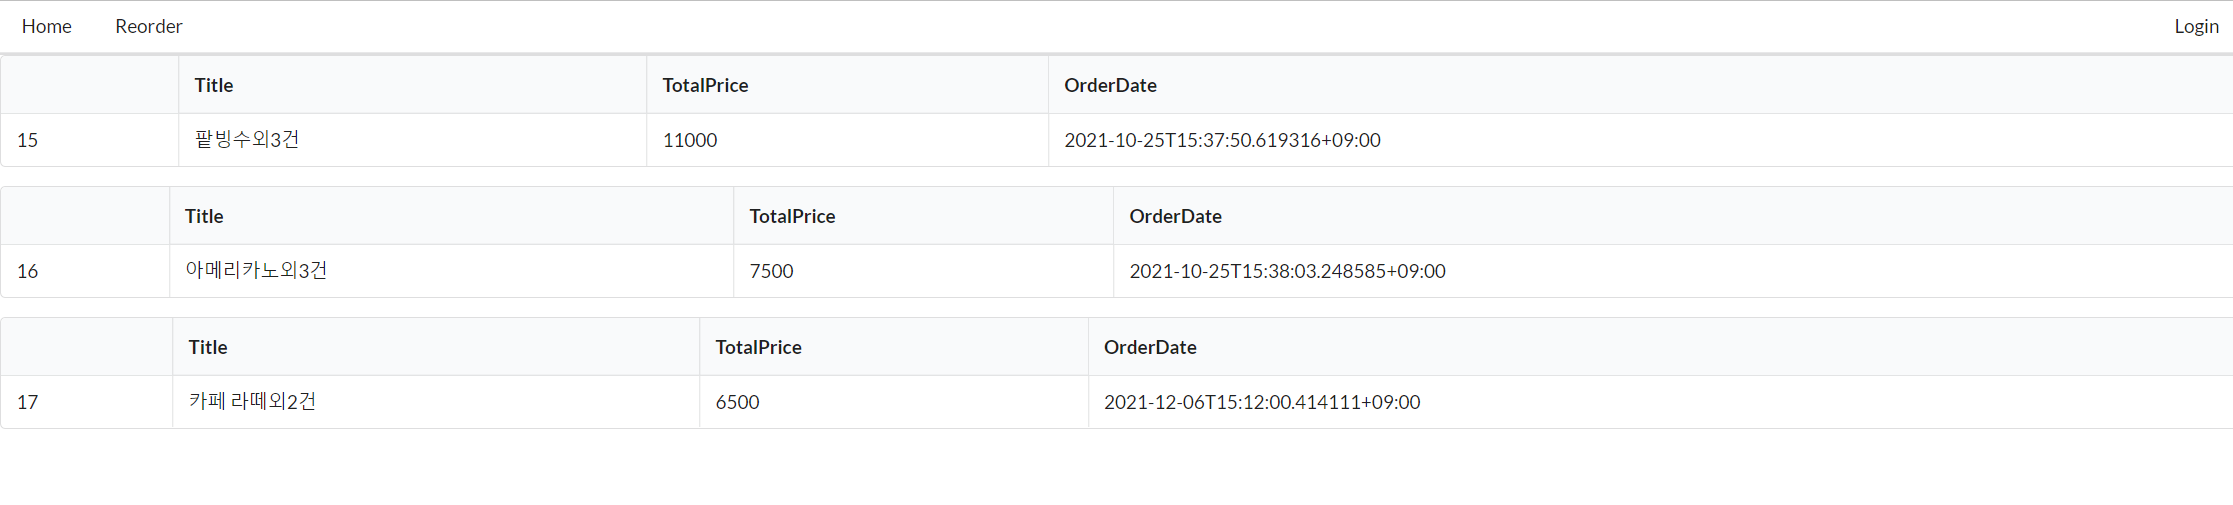 Home Reorder Login
Title TotalPrice OrderDate
15 팥빙수외3건 11000 2021-10-25T15:37:50.619316+09:00
Title TotalPrice OrderDate
16 아메리카노외3건 7500 2021-10-25T15:38:03.248585+09:00
Title TotalPrice OrderDate
17 카페 라떼외2건 6500 2021-12-06T15:12:00.414111+09:00